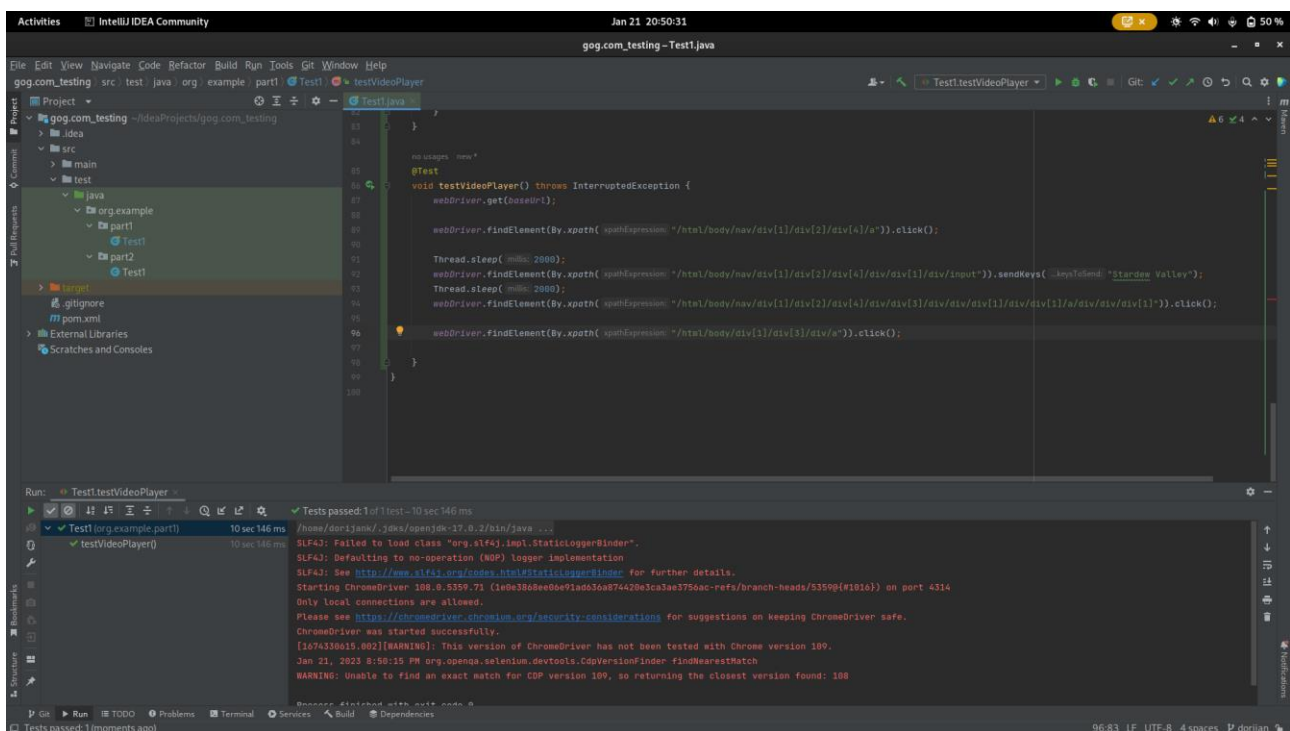 Activities IntelliJ IDEA Community Jan 21 20:50:31 50 %
gog.com_testing – Test1.java
File Edit View Navigate Code Refactor Build Run Tools Git Window Help
gog.com_testing src test java org example part1 Test1 testVideoPlayer Test1.testVideoPlayer Git:
Project Test1.java
gog.com_testing ~/IdeaProjects/gog.com_testing
.idea
src
main
test
java
org.example
part1
Test1
part2
Test1
target
.gitignore
pom.xml
External Libraries
Scratches and Consoles
Project
Commit
Pull Requests
Bookmarks
Structure
6 4
Maven
Notifications
82 }
83 }
84
no usages new *
85 @Test
86 void testVideoPlayer() throws InterruptedException {
87 webDriver.get(baseUrl);
88
89 webDriver.findElement(By.xpath( xpathExpression: "/html/body/nav/div[1]/div[2]/div[4]/a")).click();
90
91 Thread.sleep( millis: 2000);
92 webDriver.findElement(By.xpath( xpathExpression: "/html/body/nav/div[1]/div[2]/div[4]/div/div[1]/div/input")).sendKeys( ...keysToSend: "Stardew Valley");
93 Thread.sleep( millis: 2000);
94 webDriver.findElement(By.xpath( xpathExpression: "/html/body/nav/div[1]/div[2]/div[4]/div/div[3]/div/div/div[1]/div/div[1]/a/div/div/div[1]")).click();
95
96 webDriver.findElement(By.xpath( xpathExpression: "/html/body/div[1]/div[3]/div/a")).click();
97
98 }
99 }
100
Run: Test1.testVideoPlayer
Tests passed: 1 of 1 test – 10 sec 146 ms
Test1 (org.example.part1) 10 sec 146 ms
testVideoPlayer() 10 sec 146 ms
/home/dorijank/.jdks/openjdk-17.0.2/bin/java ...
SLF4J: Failed to load class "org.slf4j.impl.StaticLoggerBinder".
SLF4J: Defaulting to no-operation (NOP) logger implementation
SLF4J: See http://www.slf4j.org/codes.html#StaticLoggerBinder for further details.
Starting ChromeDriver 108.0.5359.71 (1e0e3868ee06e91ad636a874420e3ca3ae3756ac-refs/branch-heads/5359@{#1016}) on port 4314
Only local connections are allowed.
Please see https://chromedriver.chromium.org/security-considerations for suggestions on keeping ChromeDriver safe.
ChromeDriver was started successfully.
[1674330615.002][WARNING]: This version of ChromeDriver has not been tested with Chrome version 109.
Jan 21, 2023 8:50:15 PM org.openqa.selenium.devtools.CdpVersionFinder findNearestMatch
WARNING: Unable to find an exact match for CDP version 109, so returning the closest version found: 108
Process finished with exit code 0
Git Run TODO Problems Terminal Services Build Dependencies
Tests passed: 1 (moments ago) 96:83 LF UTF-8 4 spaces dorijan